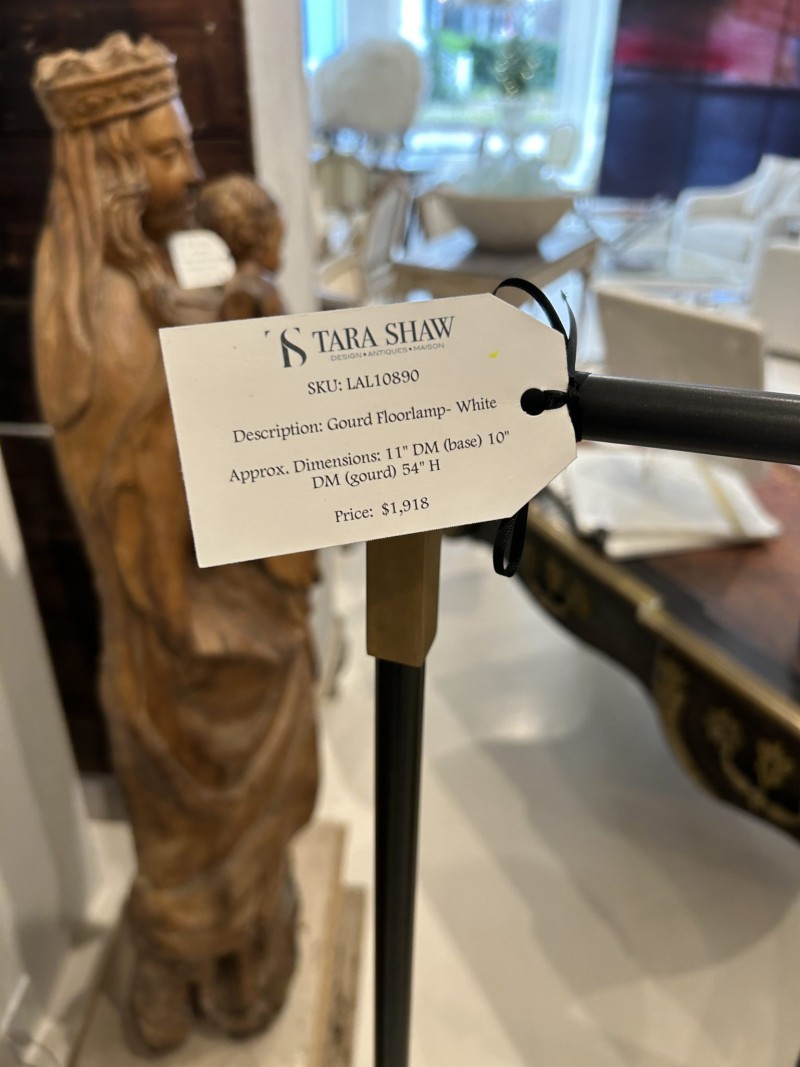 TS TARA SHAW
DESIGN • ANTIQUES • MAISON
SKU: LAL10890
Description: Gourd Floorlamp- White
Approx. Dimensions: 11" DM (base) 10"
DM (gourd) 54" H
Price: $1,918